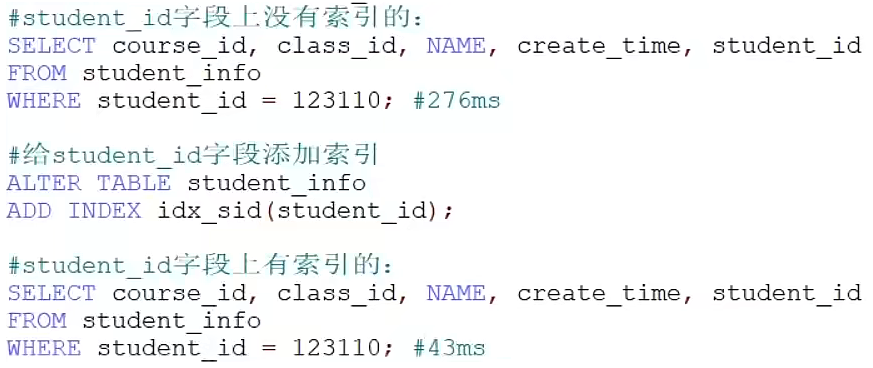 #student_id字段上没有索引的：
SELECT course_id, class_id, NAME, create_time, student_id
FROM student_info
WHERE student_id = 123110; #276ms
#给student_id字段添加索引
ALTER TABLE student_info
ADD INDEX idx_sid(student_id);
#student_id字段上有索引的：
SELECT course_id, class_id, NAME, create_time, student_id
FROM student_info
WHERE student_id = 123110; #43ms